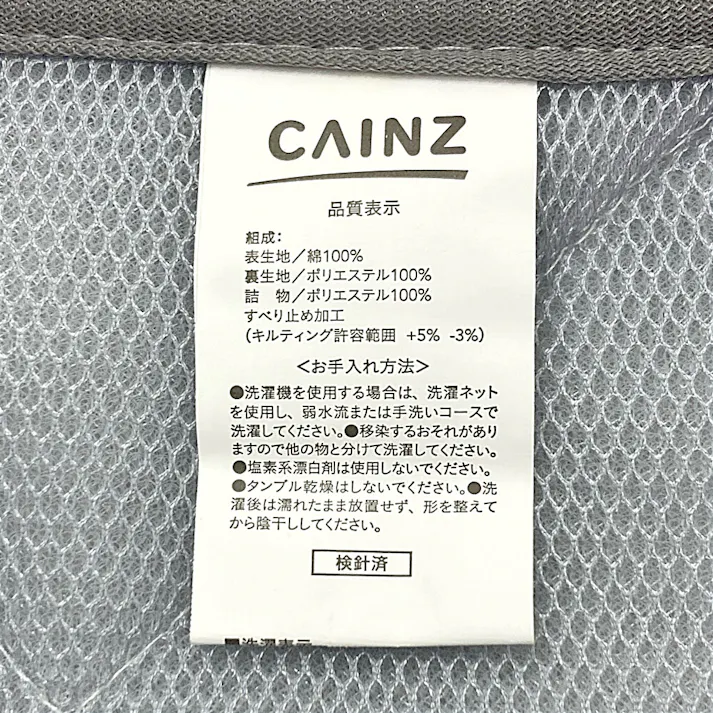 CAINZ
品質表示
組成:
表生地／綿100%
裏生地／ポリエステル100%
詰　物／ポリエステル100%
すべり止め加工
(キルティング許容範囲 +5% -3%)
＜お手入れ方法＞
●洗濯機を使用する場合は、洗濯ネット
を使用し、弱水流または手洗いコースで
洗濯してください。●移染するおそれがあり
ますので他の物と分けて洗濯してください。
●塩素系漂白剤は使用しないでください。
●タンブル乾燥はしないでください。●洗
濯後は濡れたまま放置せず、形を整えて
から陰干ししてください。
検針済
■洗濯表示